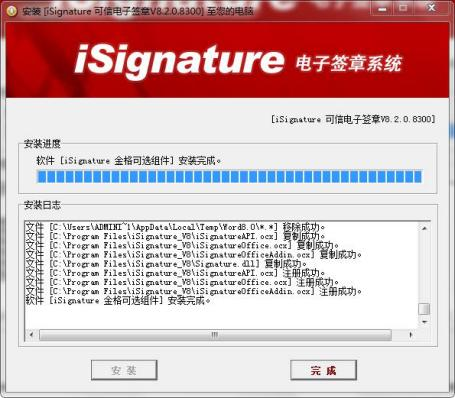 安装 [iSignature 可信电子签章V8.2.0.8300] 至您的电脑
iSignature 电子签章系统
[iSignature 可信电子签章V8.2.0.8300]
安装进度
软件 [iSignature 金格可选组件] 安装完成。
安装日志
文件 [C:\Users\ADMINI~1\AppData\Local\Temp\Word8.0\*.*] 移除成功。
文件 [C:\Program Files\iSignature_V8\iSignatureAPI.ocx] 复制成功。
文件 [C:\Program Files\iSignature_V8\iSignatureOffice.ocx] 复制成功。
文件 [C:\Program Files\iSignature_V8\iSignatureOfficeAddin.ocx] 复制成功。
文件 [C:\Program Files\iSignature_V8\Signature.dll] 复制成功。
文件 [C:\Program Files\iSignature_V8\iSignatureAPI.ocx] 注册成功。
文件 [C:\Program Files\iSignature_V8\iSignatureOffice.ocx] 注册成功。
文件 [C:\Program Files\iSignature_V8\iSignatureOfficeAddin.ocx] 注册成功。
软件 [iSignature 金格可选组件] 安装完成。
安 装
完 成